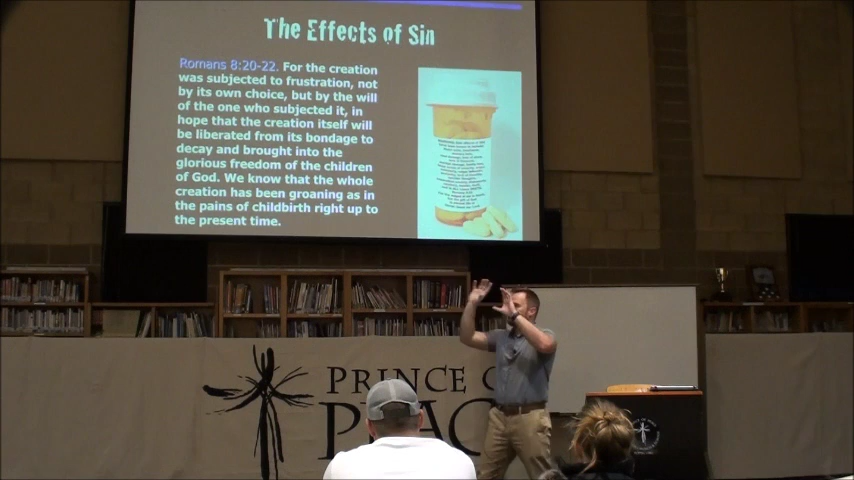 The Effects of Sin
Romans 8:20-22. For the creation
was subjected to frustration, not
by its own choice, but by the will
of the one who subjected it, in
hope that the creation itself will
be liberated from its bondage to
decay and brought into the
glorious freedom of the children
of God. We know that the whole
creation has been groaning as in
the pains of childbirth right up to
the present time.
PRINCE